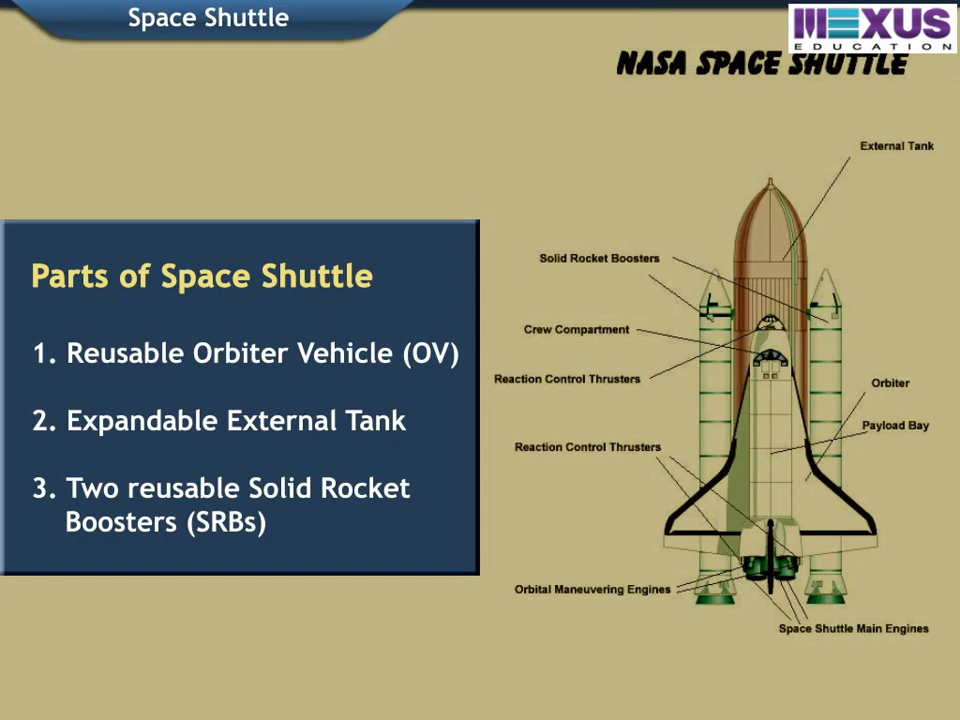 Space Shuttle
MEXUS
EDUCATION
NASA SPACE SHUTTLE
External Tank
Solid Rocket Boosters
Crew Compartment
Reaction Control Thrusters
Orbiter
Payload Bay
Reaction Control Thrusters
Orbital Maneuvering Engines
Space Shuttle Main Engines
Parts of Space Shuttle
1. Reusable Orbiter Vehicle (OV)
2. Expandable External Tank
3. Two reusable Solid Rocket
Boosters (SRBs)